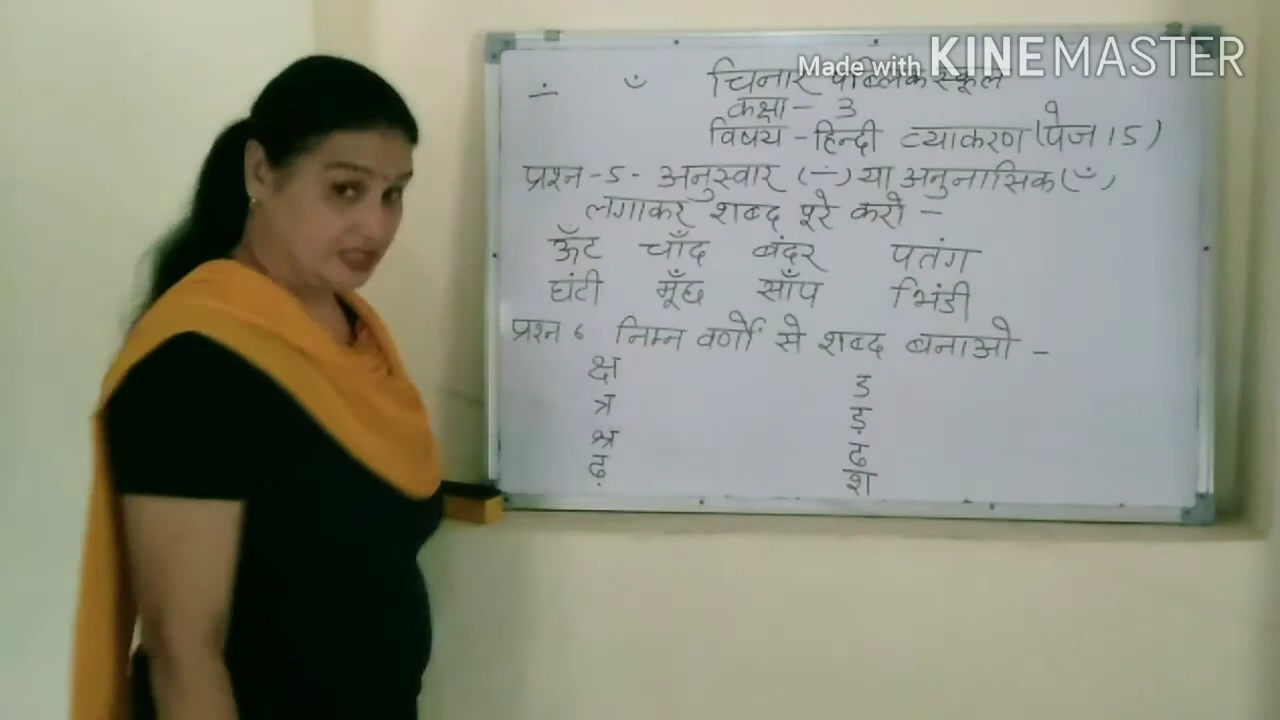 Made with KINEMASTER
÷ ँ चिनार पब्लिक स्कूल
कक्षा - 3
विषय - हिन्दी व्याकरण (पेज 15)
प्रश्न - 5 - अनुस्वार (÷) या अनुनासिक (ँ)
लगाकर शब्द पूरे करो -
ऊँट चाँद बंदर पतंग
घंटी मूँछ साँप भिंडी
प्रश्न 6 निम्न वर्णों से शब्द बनाओ -
क्ष ड
त्र ड़
श्र ढ
ढ़ श